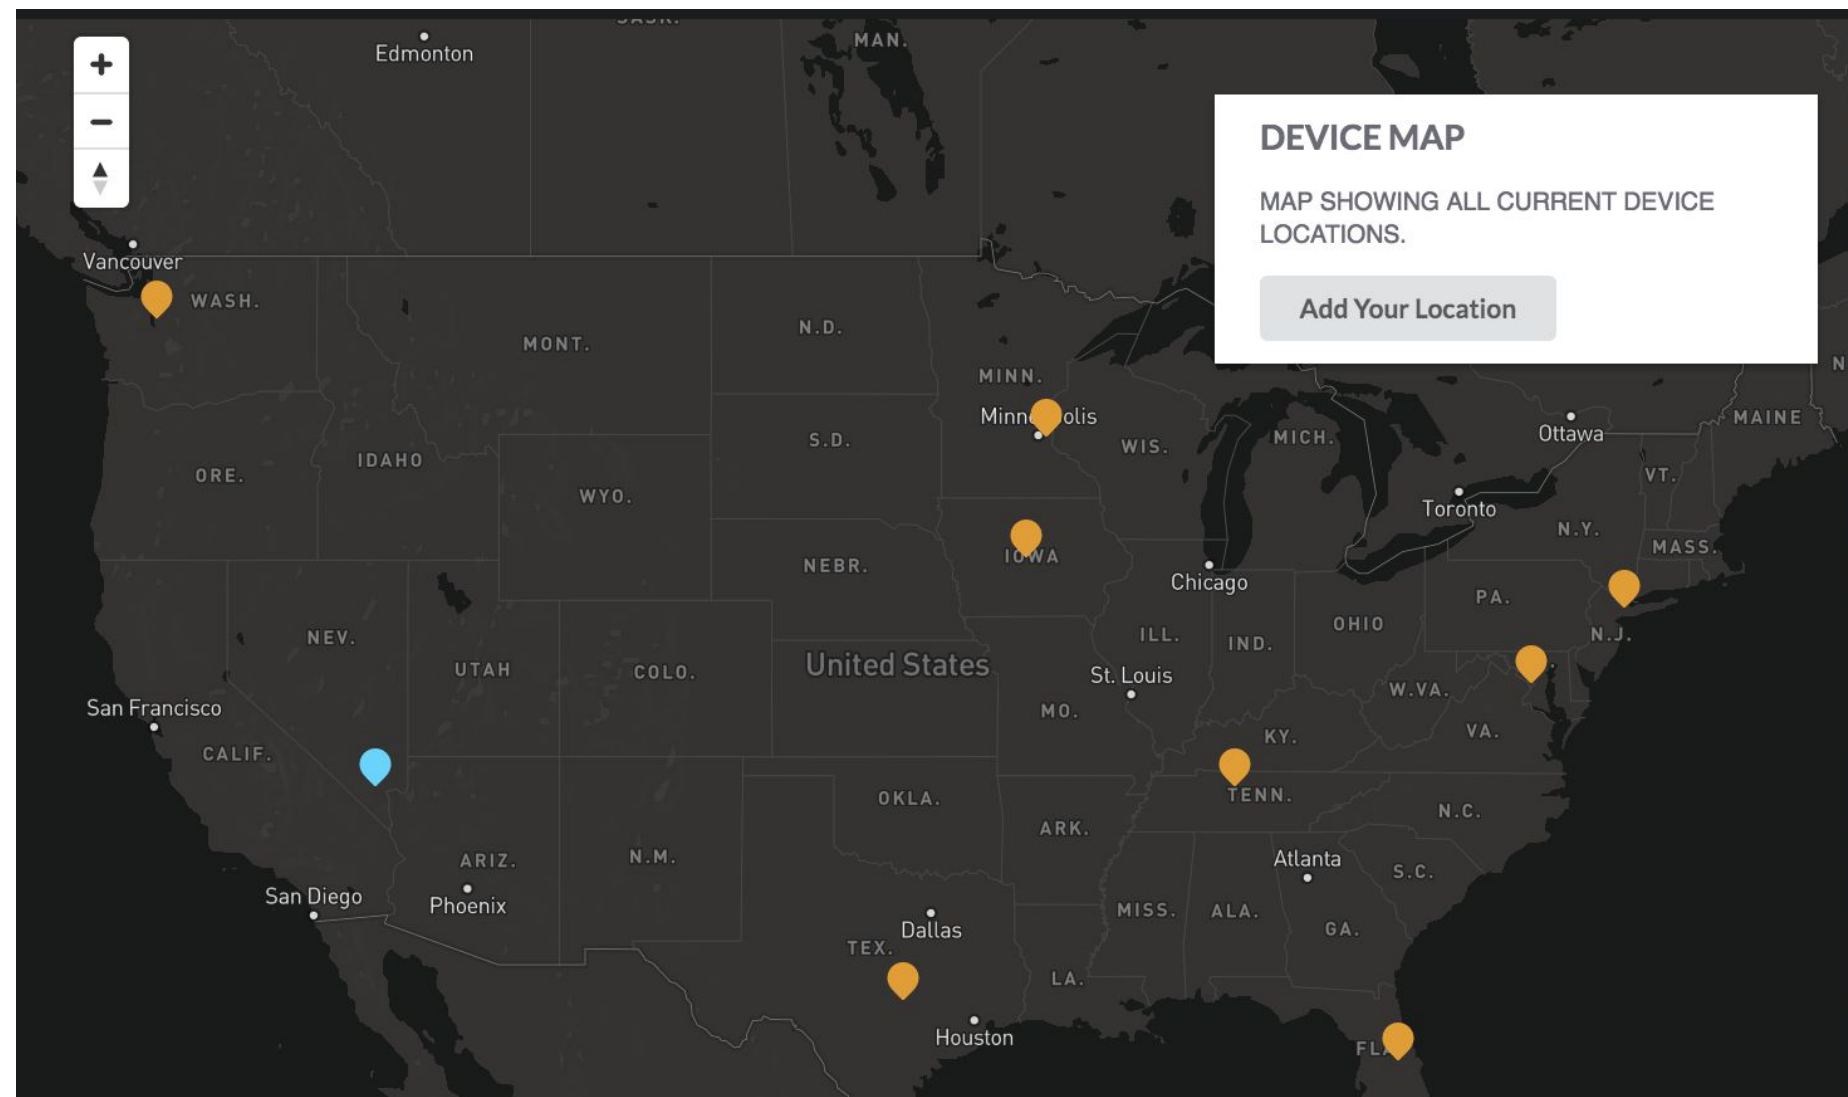 Edmonton
MAN.
DEVICE MAP
MAP SHOWING ALL CURRENT DEVICE
LOCATIONS.
Add Your Location
Vancouver
WASH.
MONT.
N.D.
MINN.
MAINE
Ottawa
S.D.
WIS.
MICH.
IDAHO
ORE.
VT.
WYO.
Toronto
N.Y.
MASS.
IOWA
NEBR.
Chicago
PA.
OHIO
N.J.
NEV.
ILL.
IND.
UTAH
COLO.
United States
St. Louis
W.VA.
San Francisco
MO.
VA.
KY.
CALIF.
TENN.
OKLA.
N.C.
ARK.
ARIZ.
N.M.
Atlanta
S.C.
San Diego
Phoenix
MISS.
ALA.
Dallas
GA.
TEX.
LA.
Houston